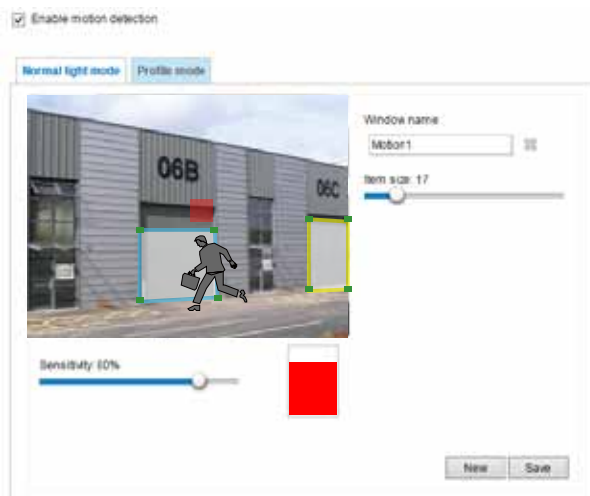 Enable motion detection
Normal light mode
Profile mode
Window name
Motion1
Item size: 17
06B
06C
Sensitivity: 80%
New
Save